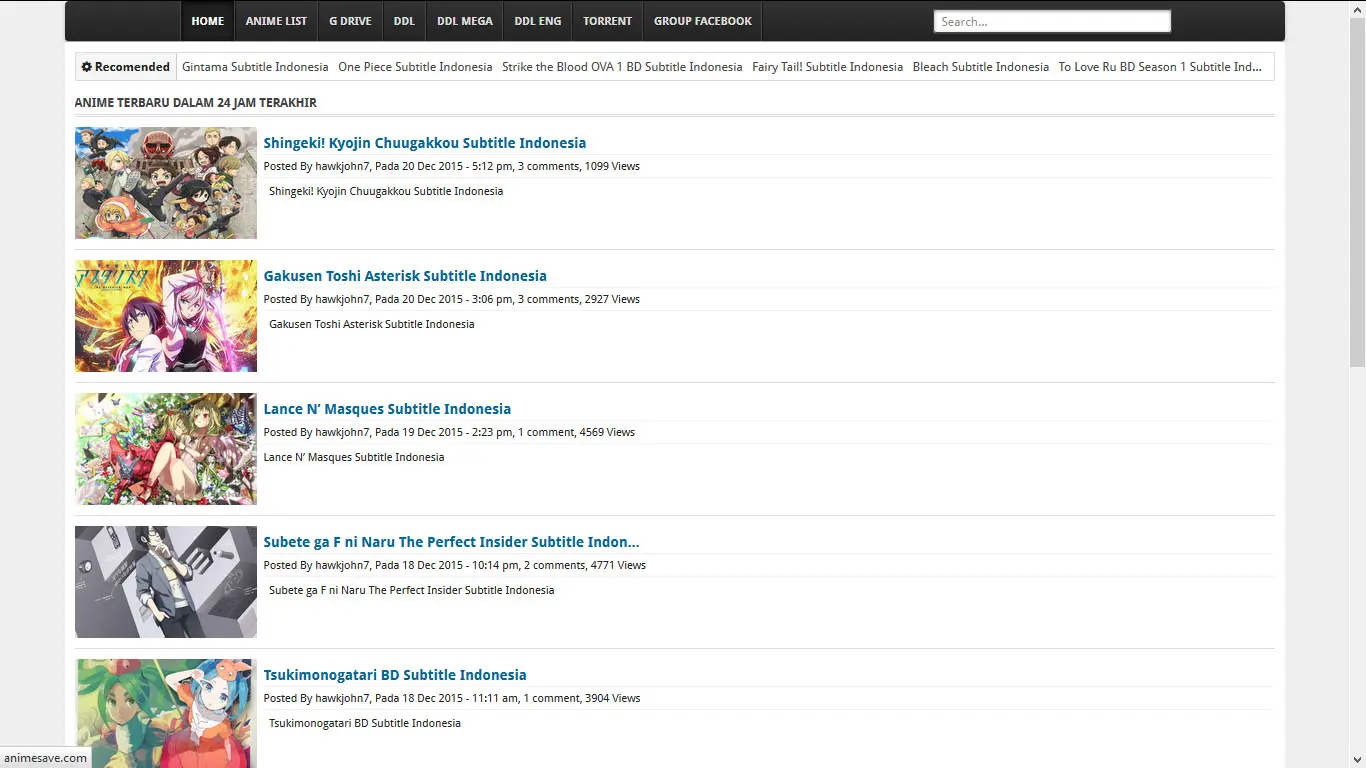 HOME ANIME LIST G DRIVE DDL DDL MEGA DDL ENG TORRENT GROUP FACEBOOK Search...
Recomended Gintama Subtitle Indonesia One Piece Subtitle Indonesia Strike the Blood OVA 1 BD Subtitle Indonesia Fairy Tail! Subtitle Indonesia Bleach Subtitle Indonesia To Love Ru BD Season 1 Subtitle Ind...
ANIME TERBARU DALAM 24 JAM TERAKHIR
Shingeki! Kyojin Chuugakkou Subtitle Indonesia
Posted By hawkjohn7, Pada 20 Dec 2015 - 5:12 pm, 3 comments, 1099 Views
Shingeki! Kyojin Chuugakkou Subtitle Indonesia
アスタリスク
Gakusen Toshi Asterisk Subtitle Indonesia
Posted By hawkjohn7, Pada 20 Dec 2015 - 3:06 pm, 3 comments, 2927 Views
Gakusen Toshi Asterisk Subtitle Indonesia
Lance N’ Masques Subtitle Indonesia
Posted By hawkjohn7, Pada 19 Dec 2015 - 2:23 pm, 1 comment, 4569 Views
Lance N’ Masques Subtitle Indonesia
Subete ga F ni Naru The Perfect Insider Subtitle Indon...
Posted By hawkjohn7, Pada 18 Dec 2015 - 10:14 pm, 2 comments, 4771 Views
Subete ga F ni Naru The Perfect Insider Subtitle Indonesia
Tsukimonogatari BD Subtitle Indonesia
Posted By hawkjohn7, Pada 18 Dec 2015 - 11:11 am, 1 comment, 3904 Views
Tsukimonogatari BD Subtitle Indonesia
animesave.com